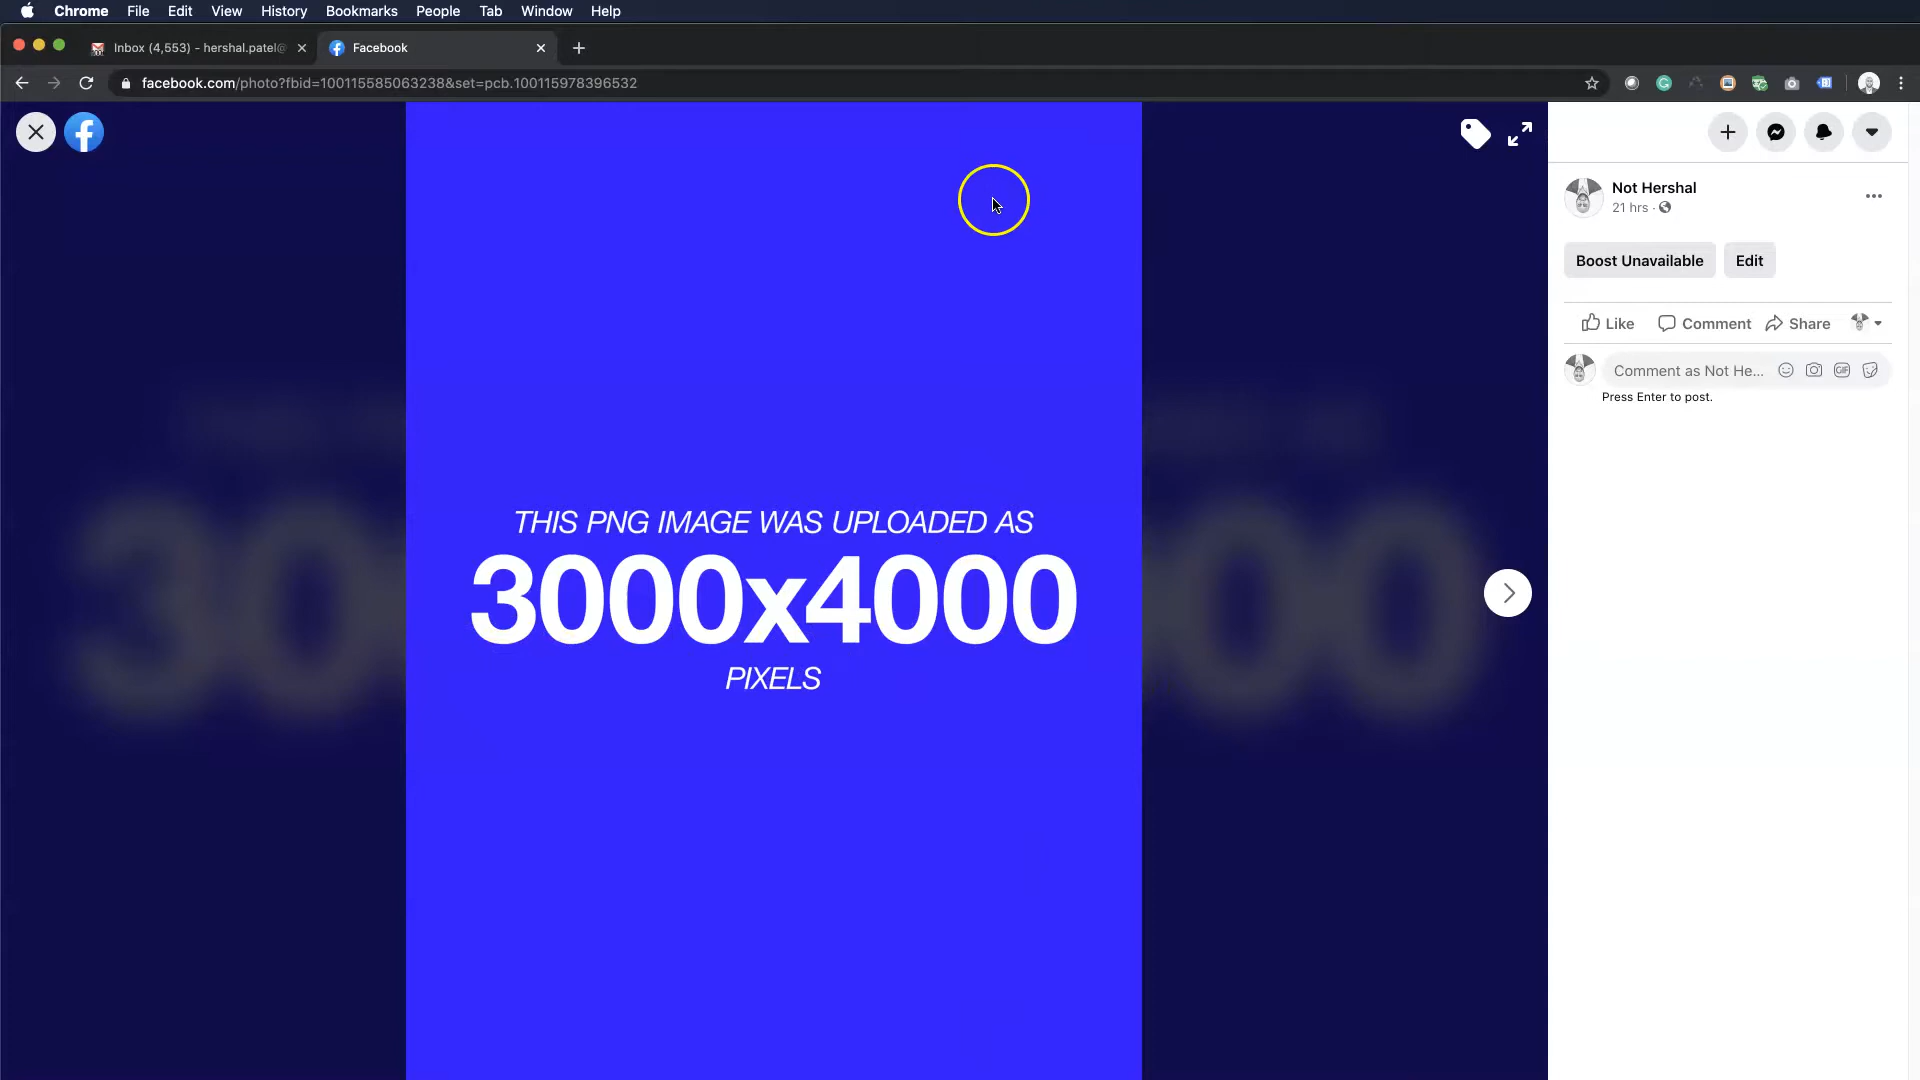 Chrome File Edit View History Bookmarks People Tab Window Help
Inbox (4,553) - hershal.patel@
Facebook
facebook.com/photo?fbid=100115585063238&set=pcb.100115978396532
THIS PNG IMAGE WAS UPLOADED AS
3000x4000
PIXELS
Not Hershal
21 hrs ·
Boost Unavailable
Edit
Like
Comment
Share
Comment as Not He...
GIF
Press Enter to post.